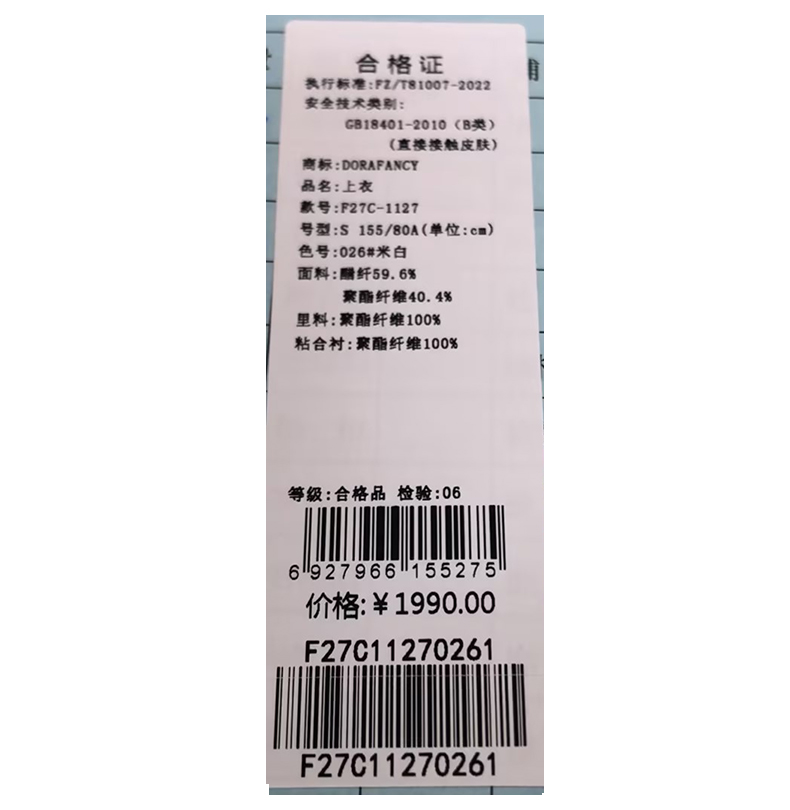 合格证
执行标准:FZ/T81007-2022
安全技术类别:
GB18401-2010（B类）
（直接接触皮肤）
商标:DORAFANCY
品名:上衣
款号:F27C-1127
号型:S 155/80A(单位:cm)
色号:026#米白
面料:醋纤59.6%
聚酯纤维40.4%
里料:聚酯纤维100%
粘合衬:聚酯纤维100%
等级:合格品 检验:06
6 927966 155275
价格:￥1990.00
F27C11270261
F27C11270261